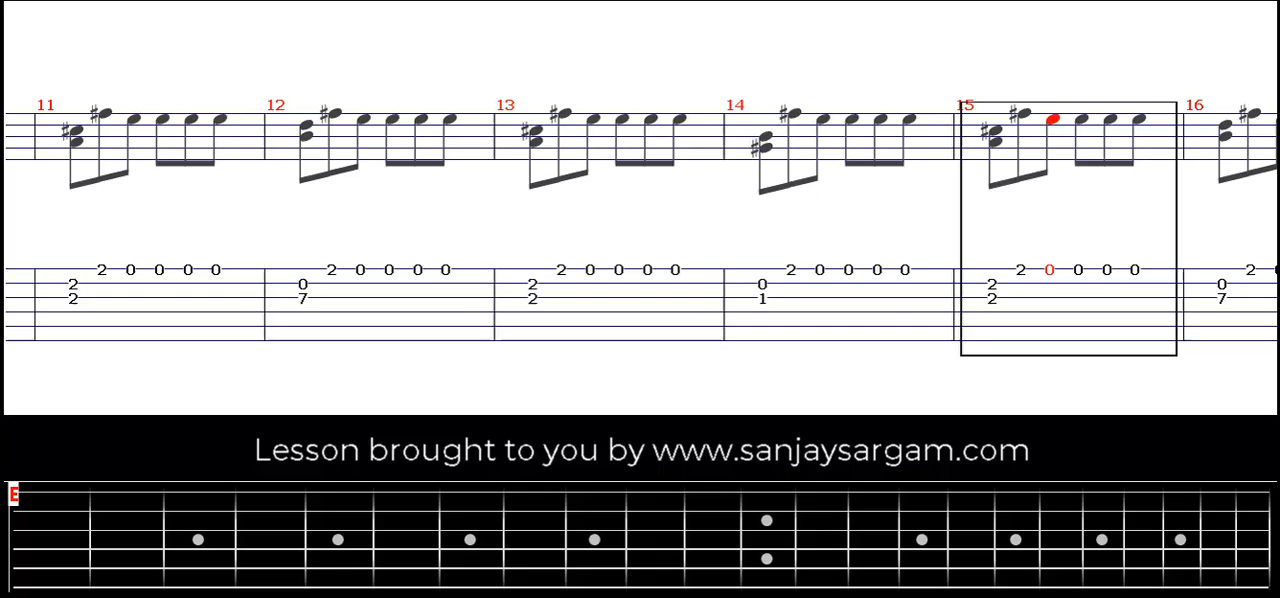 11 12 13 14 15 16
2 0 0 0 0 2 0 0 0 0 2 0 0 0 0 2 0 0 0 0 2 0 0 0 0 2
2 0 2 0 2 0
2 7 2 1 2 7
Lesson brought to you by www.sanjaysargam.com
E